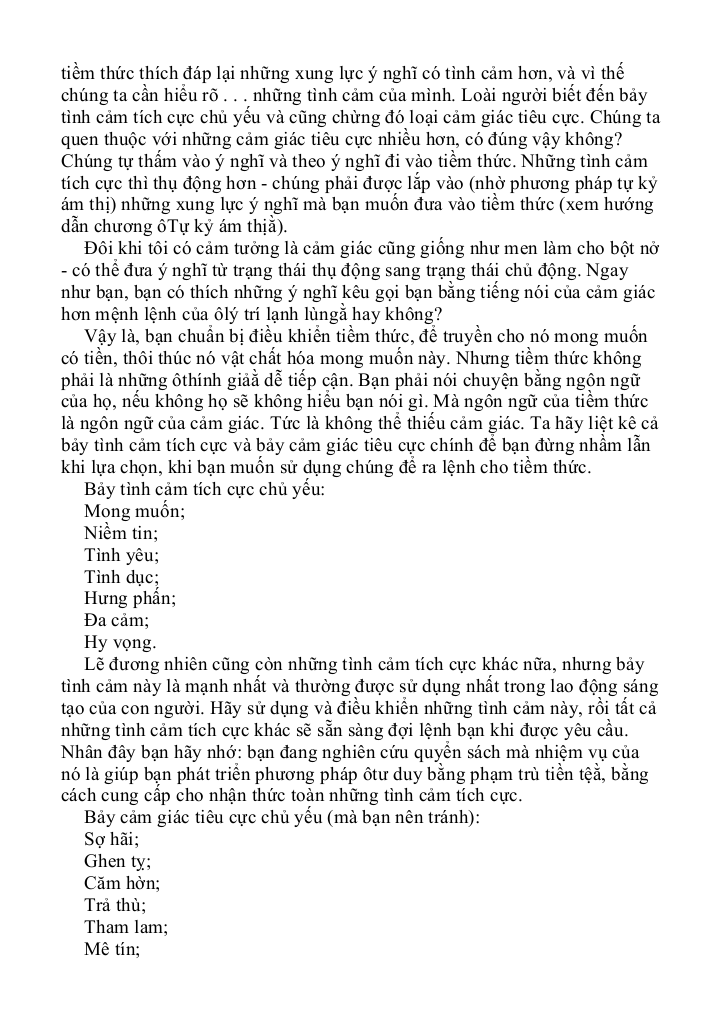 tiềm thức thích đáp lại những xung lực ý nghĩ có tình cảm hơn, và vì thế
chúng ta cần hiểu rõ . . . những tình cảm của mình. Loài người biết đến bảy
tình cảm tích cực chủ yếu và cũng chừng đó loại cảm giác tiêu cực. Chúng ta
quen thuộc với những cảm giác tiêu cực nhiều hơn, có đúng vậy không?
Chúng tự thấm vào ý nghĩ và theo ý nghĩ đi vào tiềm thức. Những tình cảm
tích cực thì thụ động hơn - chúng phải được lắp vào (nhờ phương pháp tự kỷ
ám thị) những xung lực ý nghĩ mà bạn muốn đưa vào tiềm thức (xem hướng
dẫn chương ôTự kỷ ám thịằ).
Đôi khi tôi có cảm tưởng là cảm giác cũng giống như men làm cho bột nở
- có thể đưa ý nghĩ từ trạng thái thụ động sang trạng thái chủ động. Ngay
như bạn, bạn có thích những ý nghĩ kêu gọi bạn bằng tiếng nói của cảm giác
hơn mệnh lệnh của ôlý trí lạnh lùngằ hay không?
Vậy là, bạn chuẩn bị điều khiển tiềm thức, để truyền cho nó mong muốn
có tiền, thôi thúc nó vật chất hóa mong muốn này. Nhưng tiềm thức không
phải là những ôthính giảằ dễ tiếp cận. Bạn phải nói chuyện bằng ngôn ngữ
của họ, nếu không họ sẽ không hiểu bạn nói gì. Mà ngôn ngữ của tiềm thức
là ngôn ngữ của cảm giác. Tức là không thể thiếu cảm giác. Ta hãy liệt kê cả
bảy tình cảm tích cực và bảy cảm giác tiêu cực chính để bạn đừng nhầm lẫn
khi lựa chọn, khi bạn muốn sử dụng chúng để ra lệnh cho tiềm thức.
Bảy tình cảm tích cực chủ yếu:
Mong muốn;
Niềm tin;
Tình yêu;
Tình dục;
Hưng phấn;
Đa cảm;
Hy vọng.
Lẽ đương nhiên cũng còn những tình cảm tích cực khác nữa, nhưng bảy
tình cảm này là mạnh nhất và thường được sử dụng nhất trong lao động sáng
tạo của con người. Hãy sử dụng và điều khiển những tình cảm này, rồi tất cả
những tình cảm tích cực khác sẽ sẵn sàng đợi lệnh bạn khi được yêu cầu.
Nhân đây bạn hãy nhớ: bạn đang nghiên cứu quyển sách mà nhiệm vụ của
nó là giúp bạn phát triển phương pháp ôtư duy bằng phạm trù tiền tệằ, bằng
cách cung cấp cho nhận thức toàn những tình cảm tích cực.
Bảy cảm giác tiêu cực chủ yếu (mà bạn nên tránh):
Sợ hãi;
Ghen tỵ;
Căm hờn;
Trả thù;
Tham lam;
Mê tín;